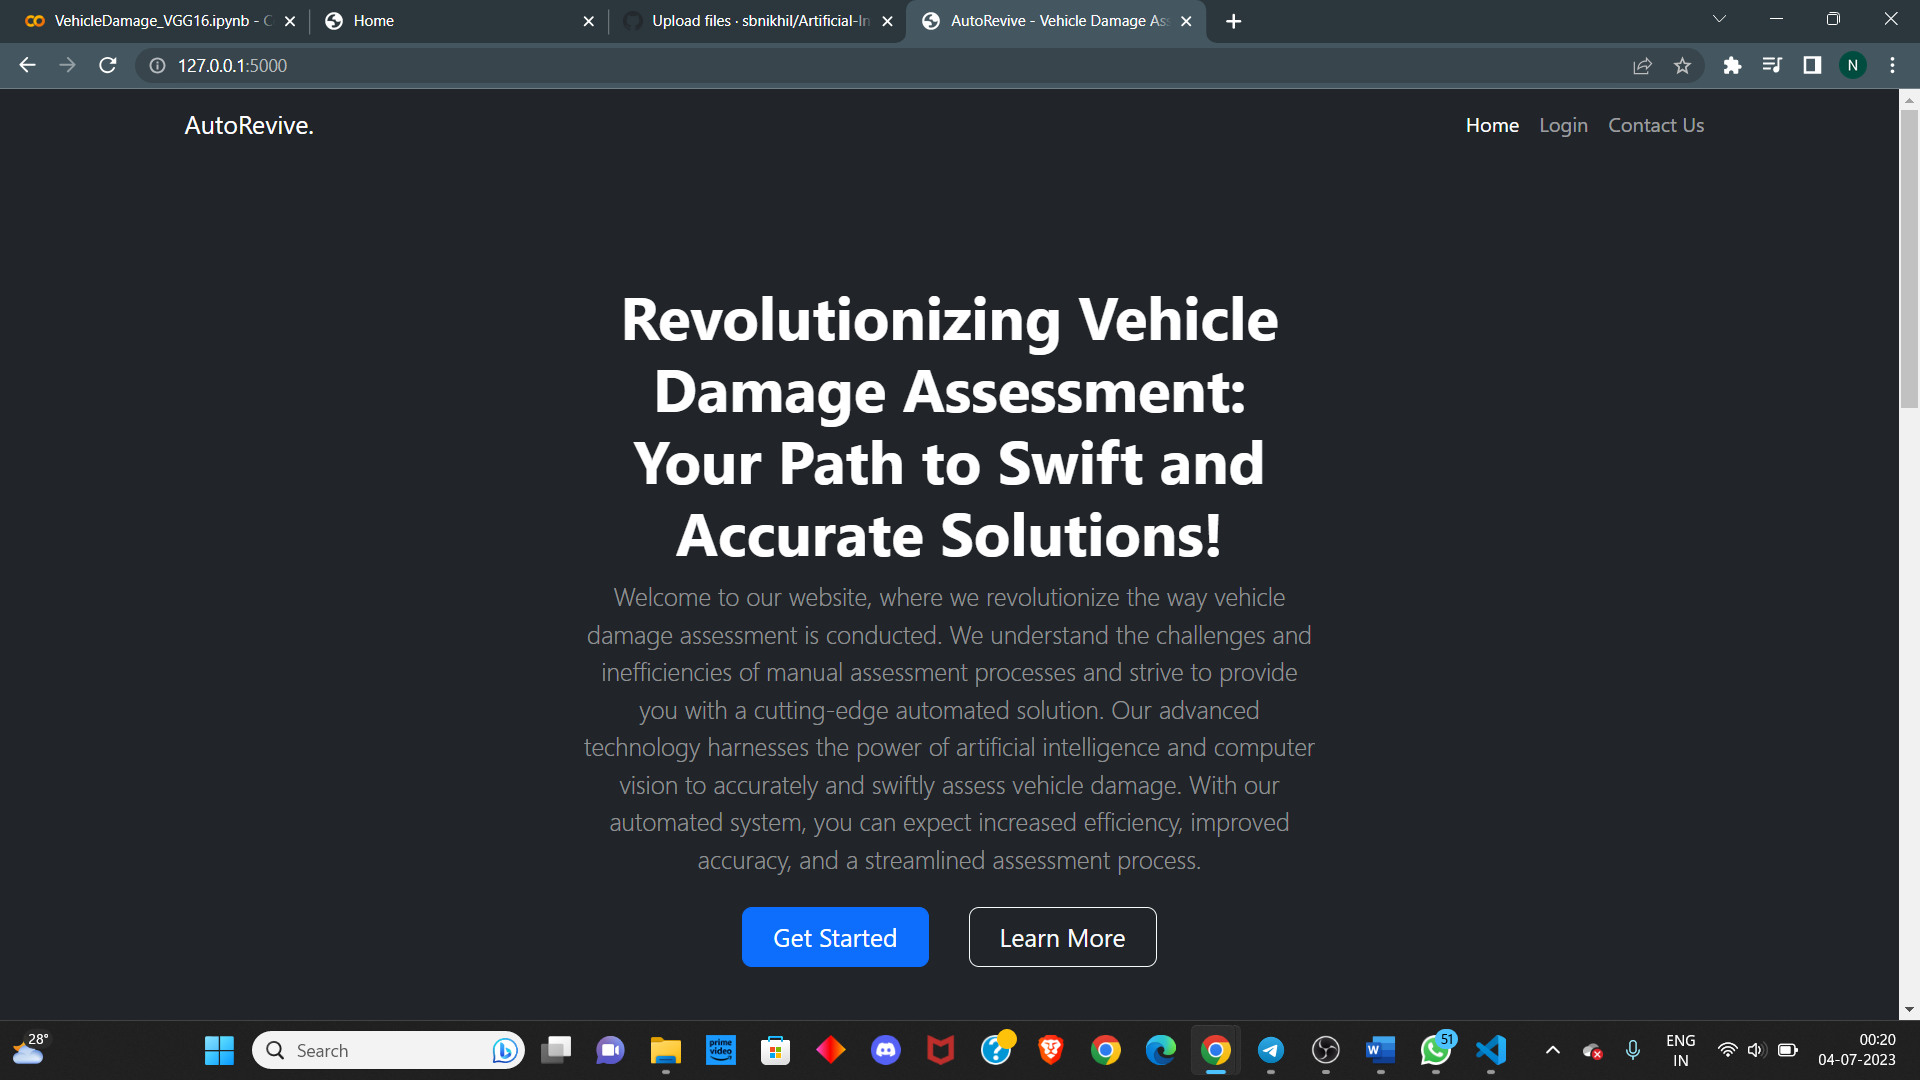 VehicleDamage_VGG16.ipynb - C
Home
Upload files · sbnikhil/Artificial-In
AutoRevive - Vehicle Damage As
127.0.0.1:5000
N
AutoRevive.
Home Login Contact Us
Revolutionizing Vehicle
Damage Assessment:
Your Path to Swift and
Accurate Solutions!
Welcome to our website, where we revolutionize the way vehicle
damage assessment is conducted. We understand the challenges and
inefficiencies of manual assessment processes and strive to provide
you with a cutting-edge automated solution. Our advanced
technology harnesses the power of artificial intelligence and computer
vision to accurately and swiftly assess vehicle damage. With our
automated system, you can expect increased efficiency, improved
accuracy, and a streamlined assessment process.
Get Started
Learn More
28°
Search
prime
video
51
ENG
IN
00:20
04-07-2023